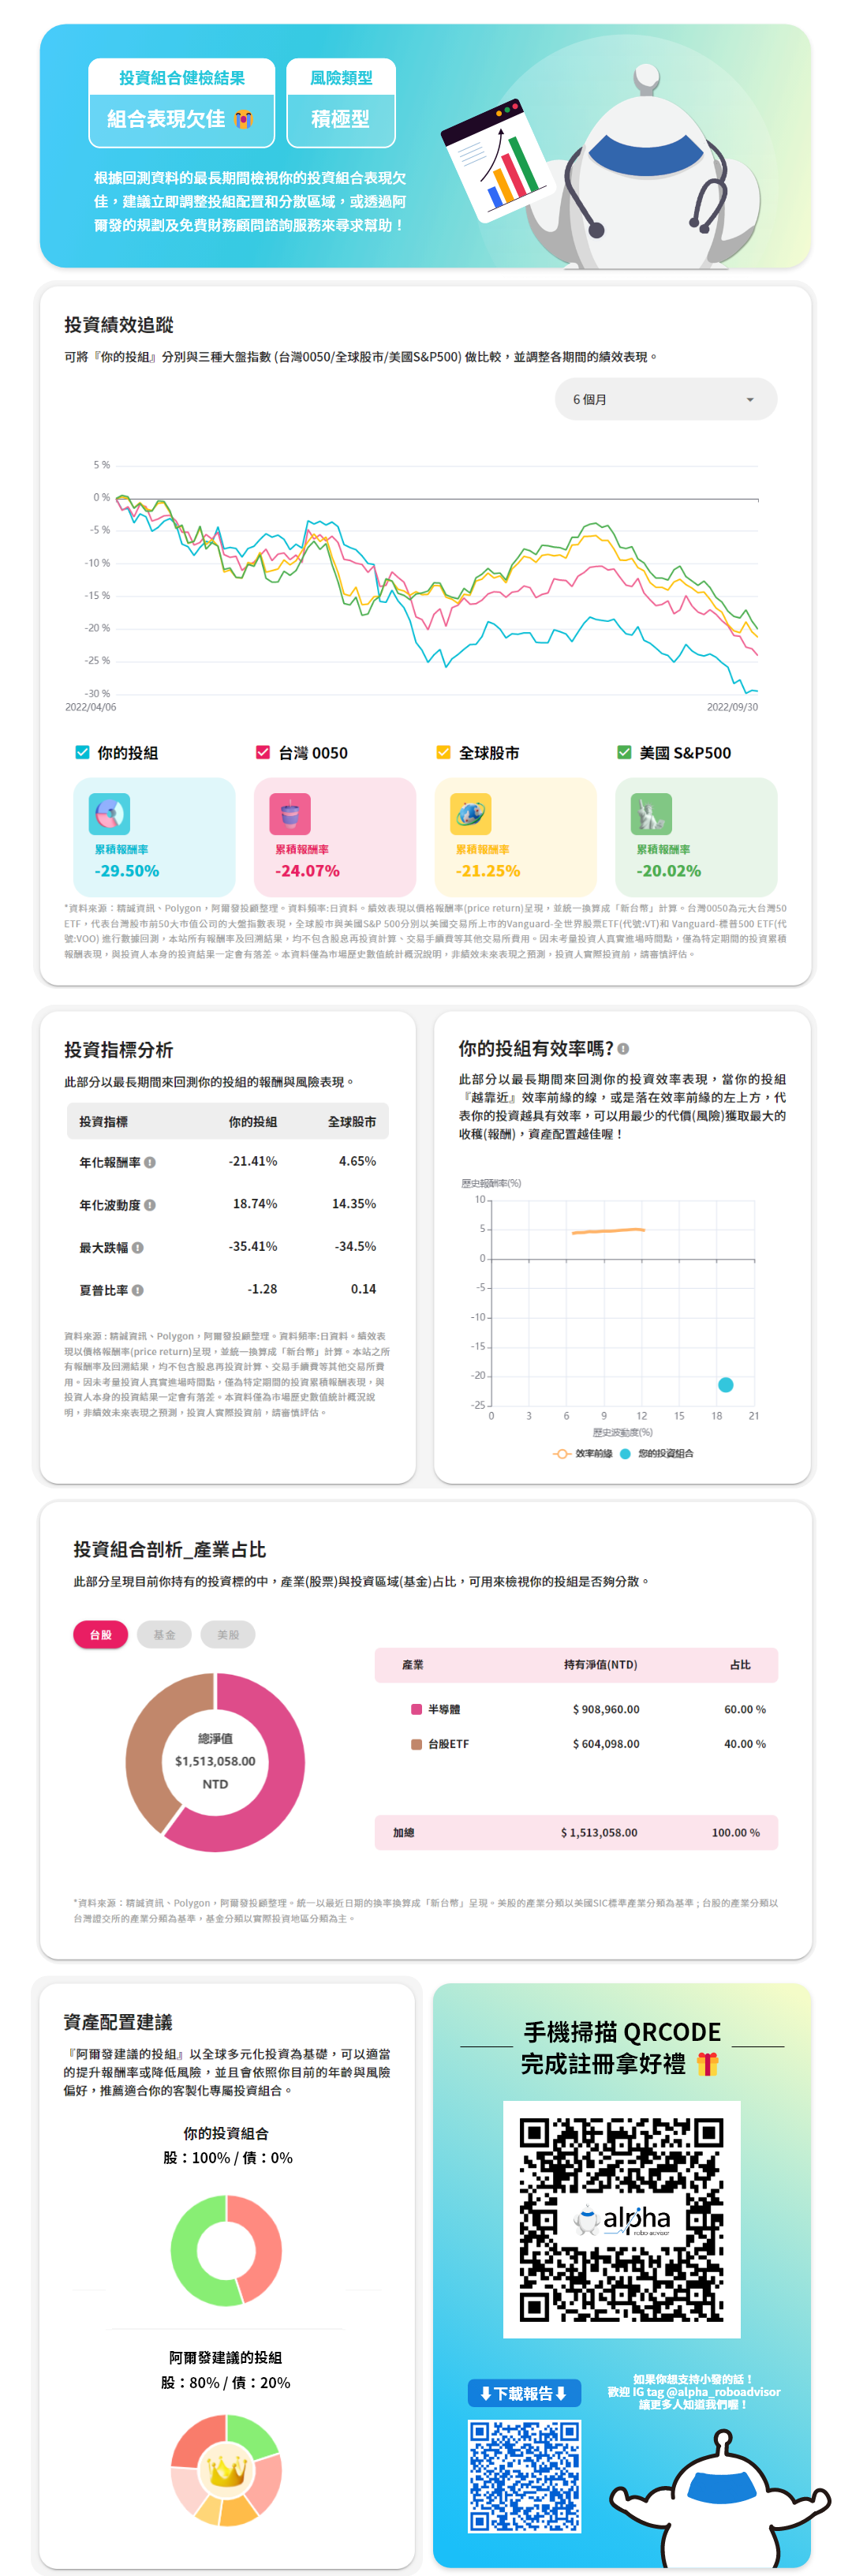 投資組合健檢結果
組合表現欠佳
風險類型
積極型
根據回測資料的最長期間檢視你的投資組合表現欠
佳，建議立即調整投組配置和分散區域，或透過阿
爾發的規劃及免費財務顧問諮詢服務來尋求幫助！
投資績效追蹤
可將『你的投組』分別與三種大盤指數 (台灣0050/全球股市/美國S&P500) 做比較，並調整各期間的績效表現。
6 個月
5 %
0 %
-5 %
-10 %
-15 %
-20 %
-25 %
-30 %
2022/04/06
2022/09/30
你的投組
台灣 0050
全球股市
美國 S&P500
累積報酬率
-29.50%
累積報酬率
-24.07%
累積報酬率
-21.25%
累積報酬率
-20.02%
*資料來源：精誠資訊、Polygon，阿爾發投顧整理。資料頻率:日資料。績效表現以價格報酬率(price return)呈現，並統一換算成「新台幣」計算。台灣0050為元大台灣50
ETF，代表台灣股市前50大市值公司的大盤指數表現，全球股市與美國S&P 500分別以美國交易所上市的Vanguard-全世界股票ETF(代號:VT)和 Vanguard-標普500 ETF(代
號:VOO) 進行數據回測，本站所有報酬率及回溯結果，均不包含股息再投資計算、交易手續費等其他交易所費用。因未考量投資人真實進場時間點，僅為特定期間的投資累積
報酬表現，與投資人本身的投資結果一定會有落差。本資料僅為市場歷史數值統計概況說明，非績效未來表現之預測，投資人實際投資前，請審慎評估。
投資指標分析
此部分以最長期間來回測你的投組的報酬與風險表現。
投資指標 你的投組 全球股市
年化報酬率 -21.41% 4.65%
年化波動度 18.74% 14.35%
最大跌幅 -35.41% -34.5%
夏普比率 -1.28 0.14
資料來源：精誠資訊、Polygon，阿爾發投顧整理。資料頻率:日資料。績效表
現以價格報酬率(price return)呈現，並統一換算成「新台幣」計算。本站之所
有報酬率及回溯結果，均不包含股息再投資計算、交易手續費等其他交易所費
用。因未考量投資人真實進場時間點，僅為特定期間的投資累積報酬表現，與
投資人本身的投資結果一定會有落差。本資料僅為市場歷史數值統計概況說
明，非績效未來表現之預測，投資人實際投資前，請審慎評估。
你的投組有效率嗎?
此部分以最長期間來回測你的投資效率表現，當你的投組
『越靠近』效率前緣的線，或是落在效率前緣的左上方，代
表你的投資越具有效率，可以用最少的代價(風險)獲取最大的
收穫(報酬)，資產配置越佳喔！
歷史報酬率(%)
10
5
0
-5
-10
-15
-20
-25
0 3 6 9 12 15 18 21
歷史波動度(%)
效率前緣 您的投資組合
投資組合剖析_產業占比
此部分呈現目前你持有的投資標的中，產業(股票)與投資區域(基金)占比，可用來檢視你的投組是否夠分散。
台股 基金 美股
總淨值
$1,513,058.00
NTD
產業 持有淨值(NTD) 占比
半導體 $ 908,960.00 60.00 %
台股ETF $ 604,098.00 40.00 %
加總 $ 1,513,058.00 100.00 %
*資料來源：精誠資訊、Polygon，阿爾發投顧整理。統一以最近日期的換率換算成「新台幣」呈現。美股的產業分類以美國SIC標準產業分類為基準；台股的產業分類以
台灣證交所的產業分類為基準，基金分類以實際投資地區分類為主。
資產配置建議
『阿爾發建議的投組』以全球多元化投資為基礎，可以適當
的提升報酬率或降低風險，並且會依照你目前的年齡與風險
偏好，推薦適合你的客製化專屬投資組合。
你的投資組合
股：100% / 債：0%
阿爾發建議的投組
股：80% / 債：20%
手機掃描 QRCODE
完成註冊拿好禮
alpha
robo advisor
⬇下載報告⬇
如果你想支持小發的話！
歡迎 IG tag @alpha_roboadvisor
讓更多人知道我們喔！